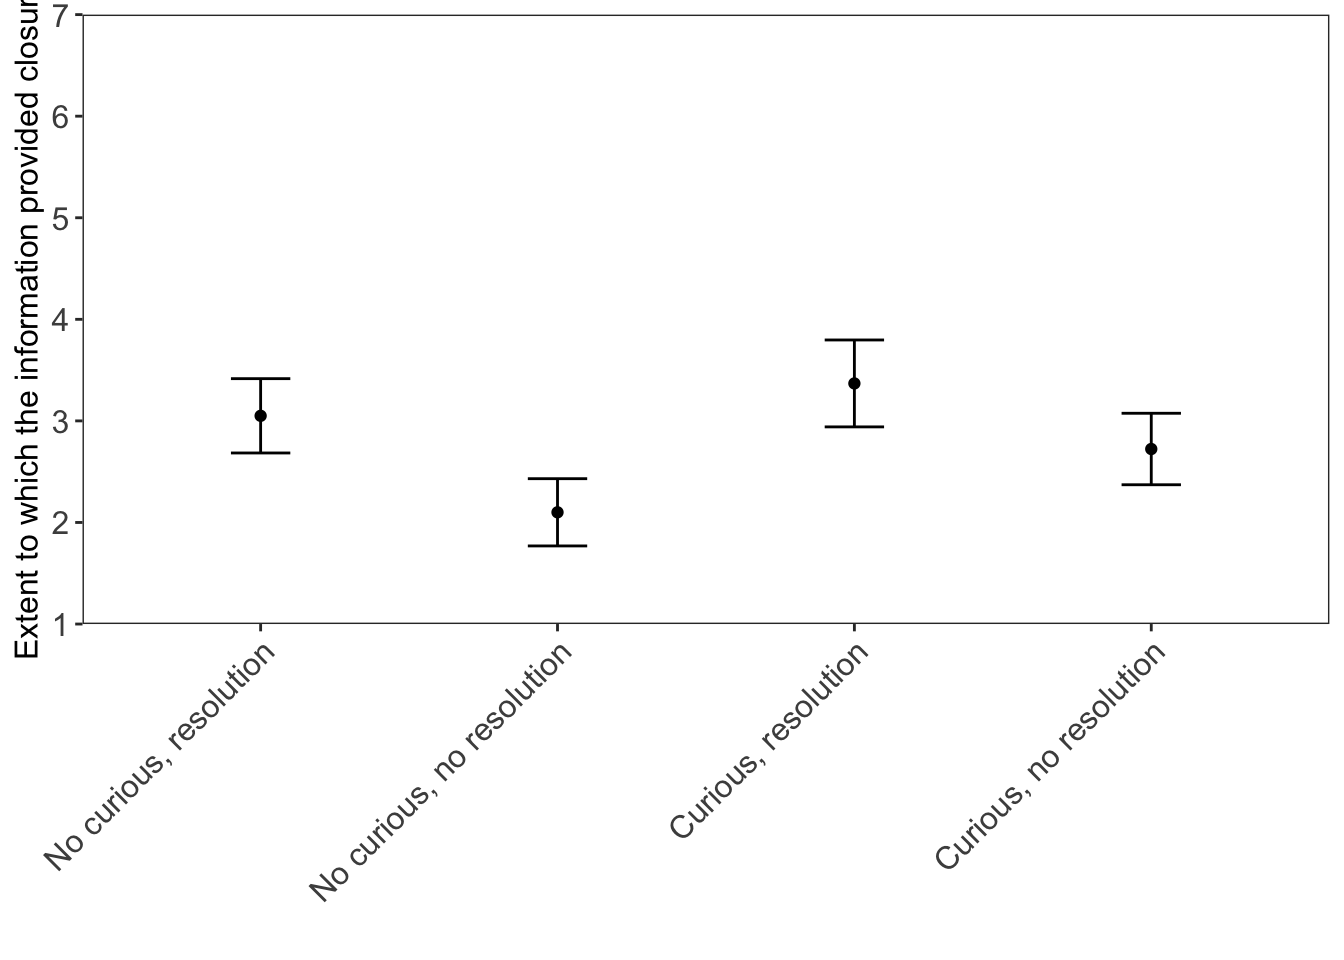 Extent to which the information provided closur
7
6
5
4
3
2
1
No curious, resolution
No curious, no resolution
Curious, resolution
Curious, no resolution